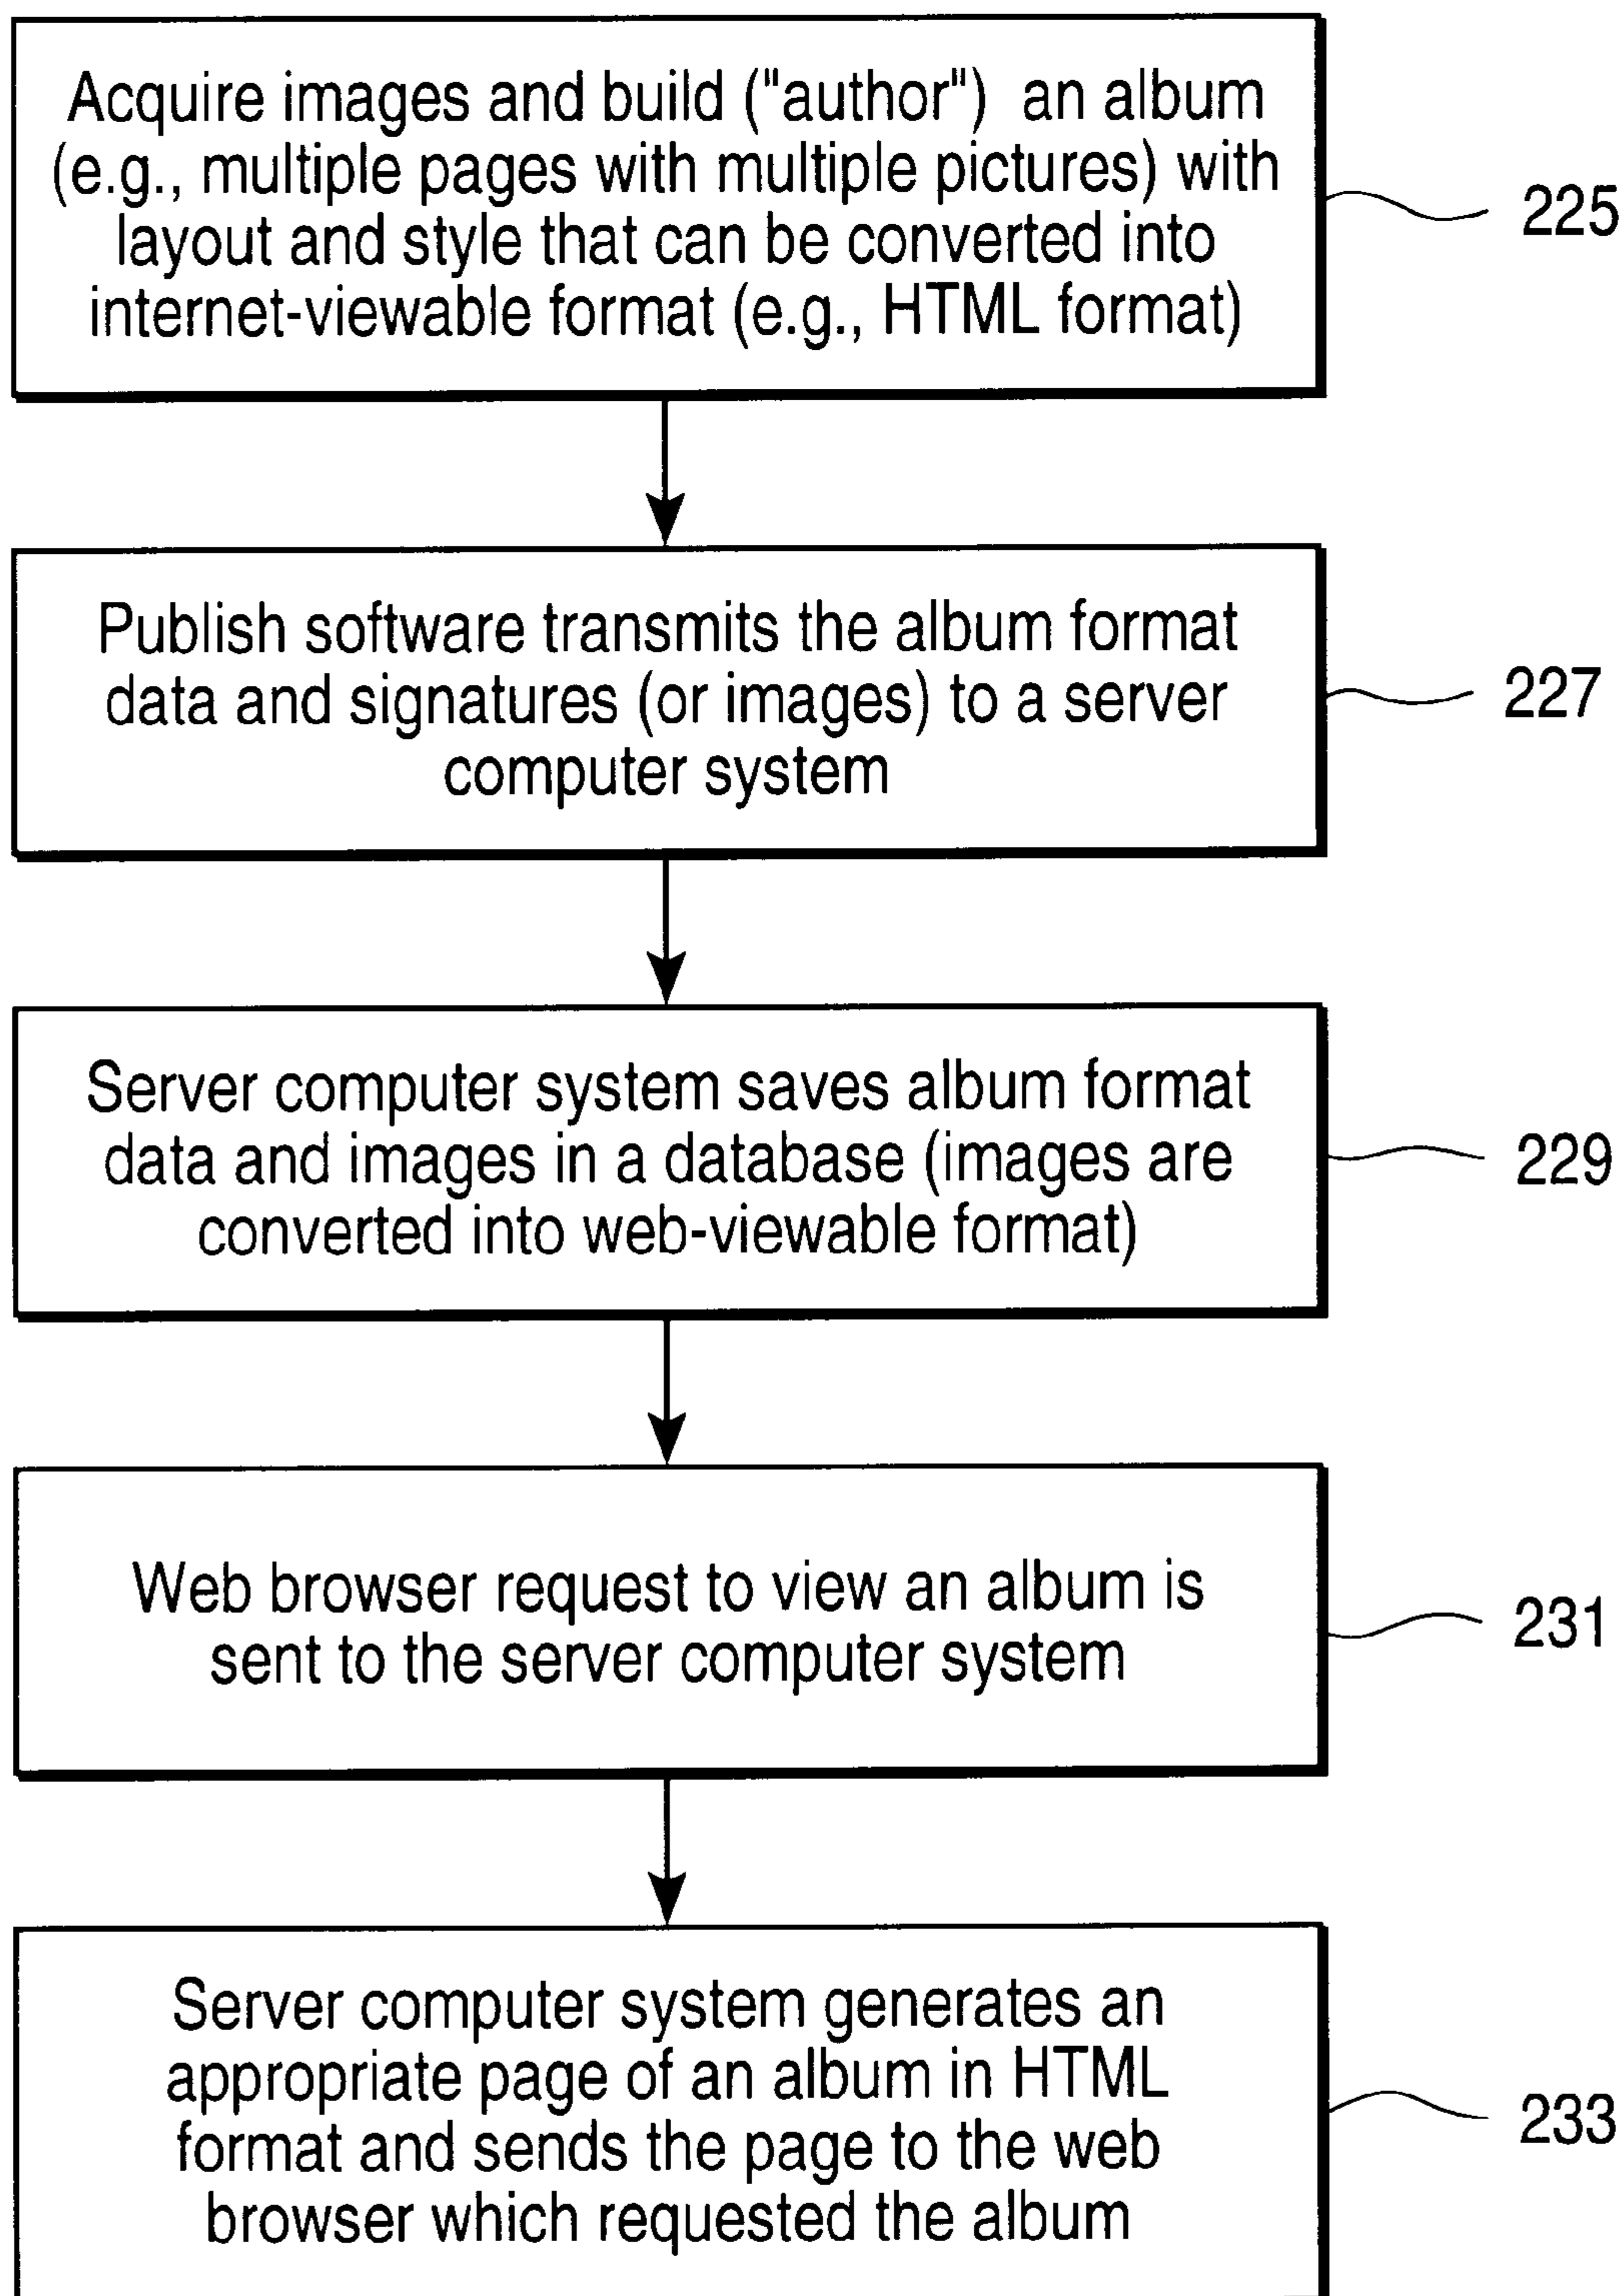 Acquire images and build ("author") an album
(e.g., multiple pages with multiple pictures) with
layout and style that can be converted into
internet-viewable format (e.g., HTML format)
225
Publish software transmits the album format
data and signatures (or images) to a server
computer system
227
Server computer system saves album format
data and images in a database (images are
converted into web-viewable format)
229
Web browser request to view an album is
sent to the server computer system
231
Server computer system generates an
appropriate page of an album in HTML
format and sends the page to the web
browser which requested the album
233